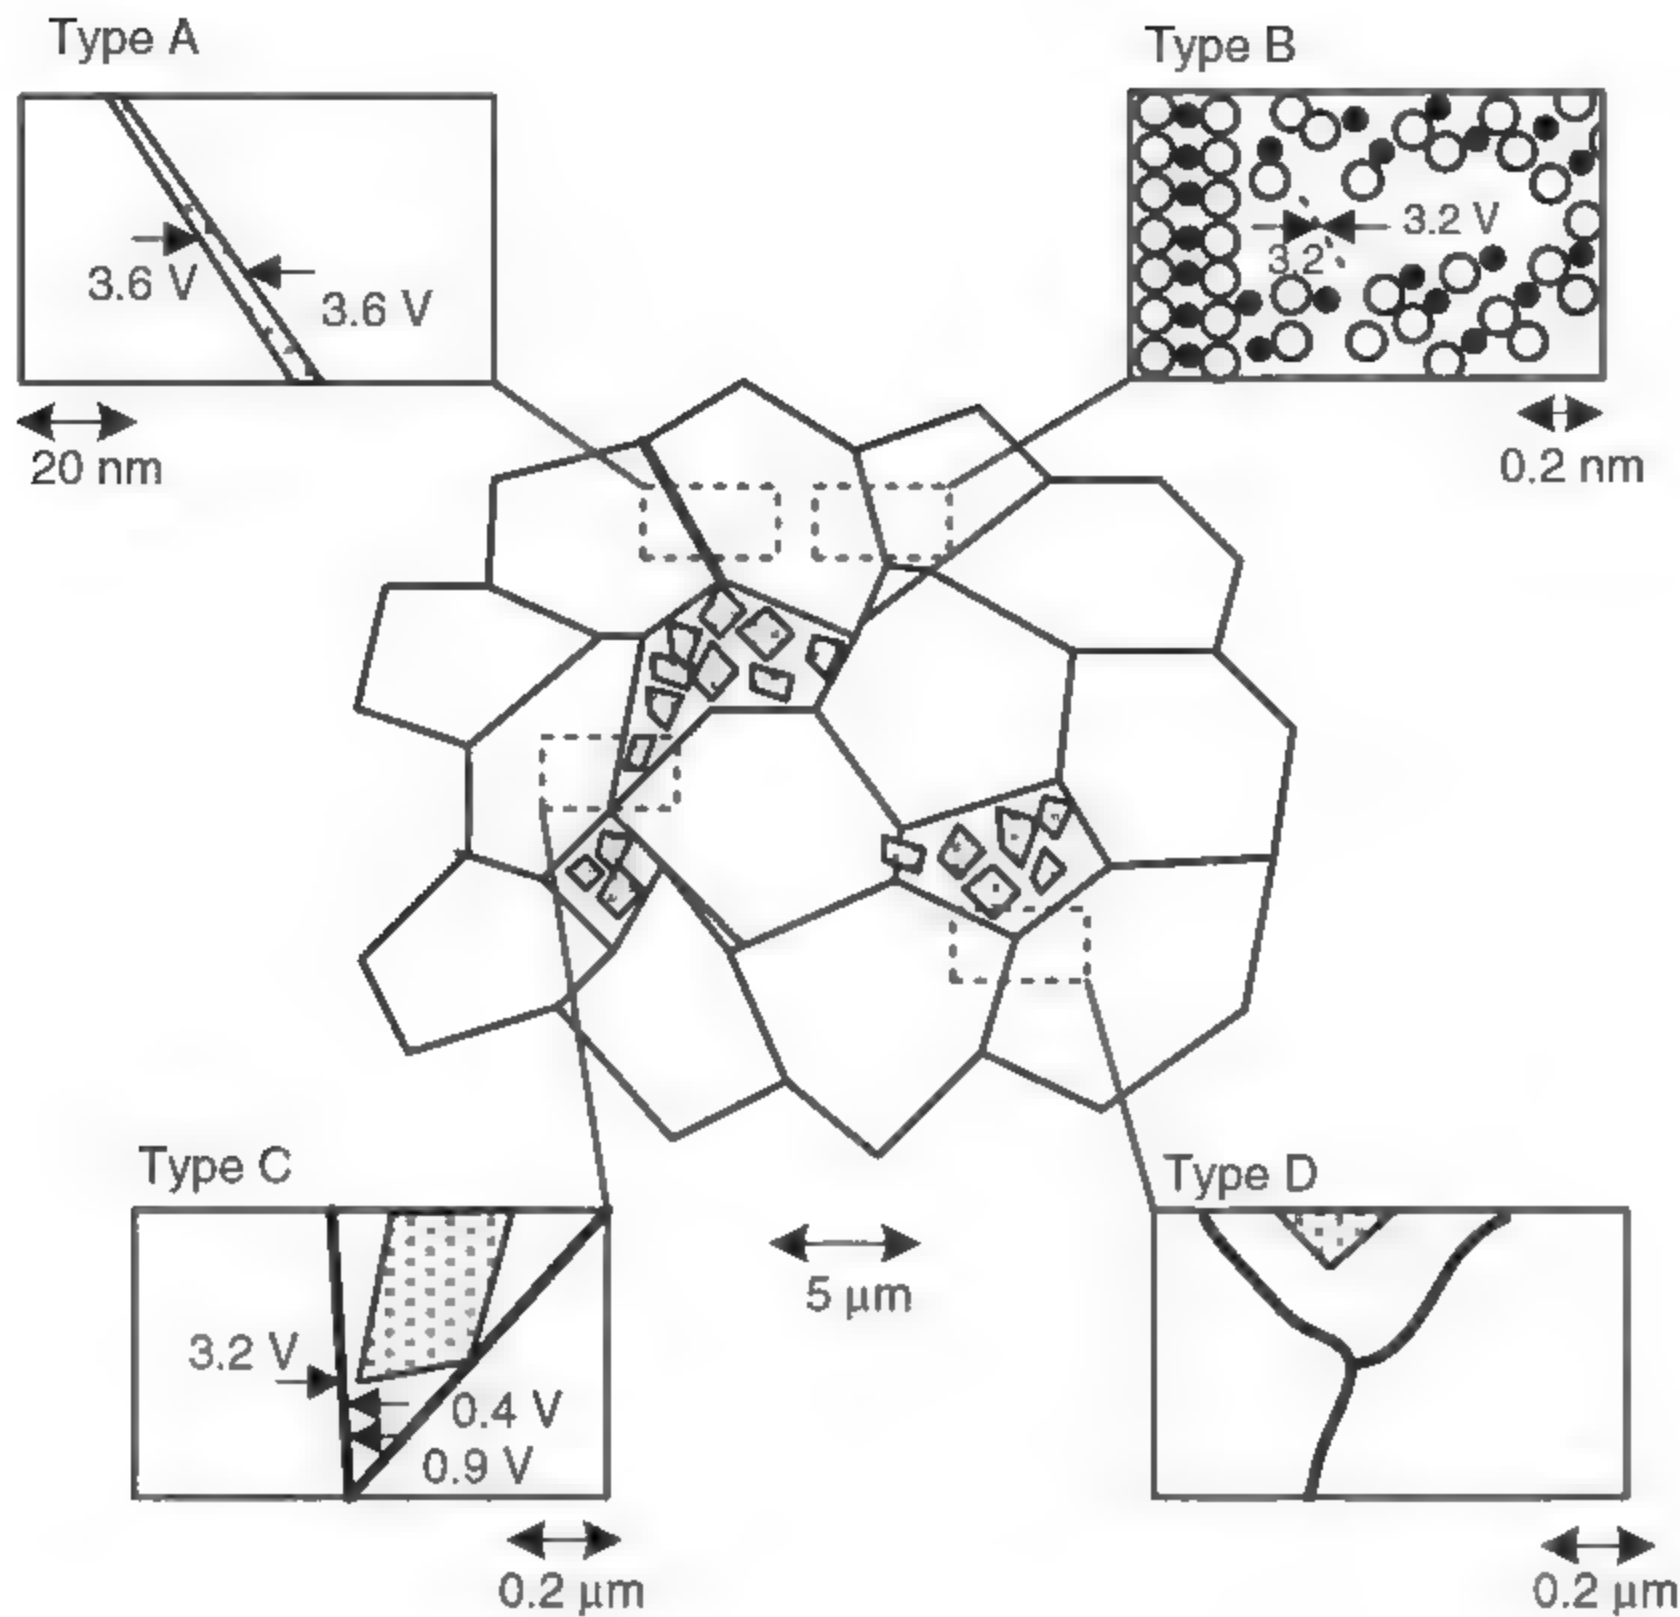 Type A
3.6 V
3.6 V
20 nm
Type B
3.2 V
3.2
0.2 nm
Type C
3.2 V
0.4 V
0.9 V
0.2 μm
5 μm
Type D
0.2 μm